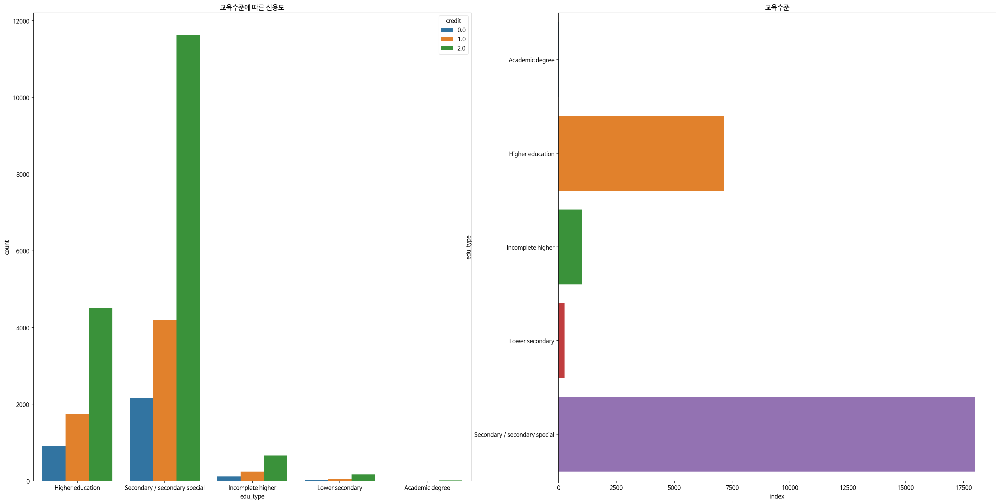 교육수준에 따른 신용도
credit
0.0
1.0
2.0
12000
10000
8000
6000
4000
2000
0
count
Higher education
Secondary / secondary special
Incomplete higher
Lower secondary
Academic degree
edu_type
교육수준
Academic degree
Higher education
Incomplete higher
Lower secondary
Secondary / secondary special
edu_type
0
2500
5000
7500
10000
12500
15000
17500
index